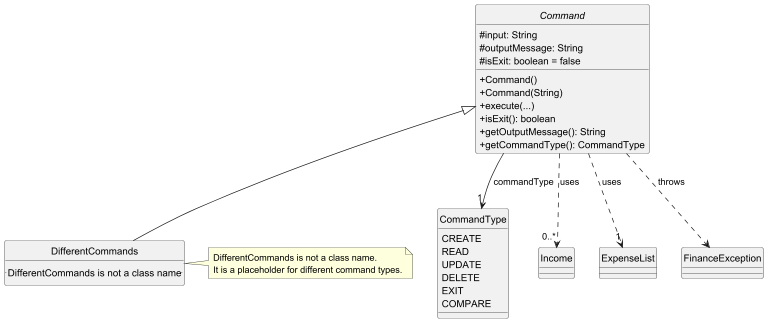 Command
#input: String
#outputMessage: String
#isExit: boolean = false
+Command()
+Command(String)
+execute(...)
+isExit(): boolean
+getOutputMessage(): String
+getCommandType(): CommandType
commandType
uses
uses
throws
1
0..*
1
DifferentCommands
DifferentCommands is not a class name
DifferentCommands is not a class name.
It is a placeholder for different command types.
CommandType
CREATE
READ
UPDATE
DELETE
EXIT
COMPARE
Income
ExpenseList
FinanceException